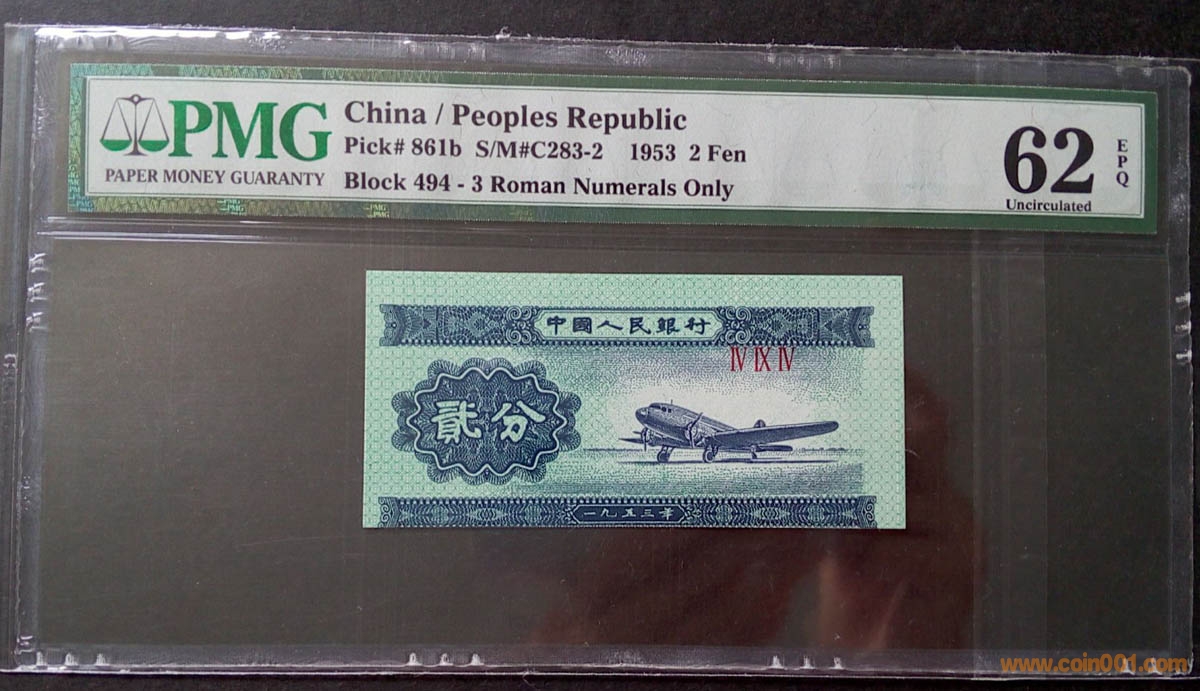 PMG
PAPER MONEY GUARANTY
China / Peoples Republic
Pick# 861b S/M#C283-2 1953 2 Fen
Block 494 - 3 Roman Numerals Only
62
EPQ
Uncirculated
中國人民銀行
IV IX IV
貳分
一九五三年
www.coin001.com